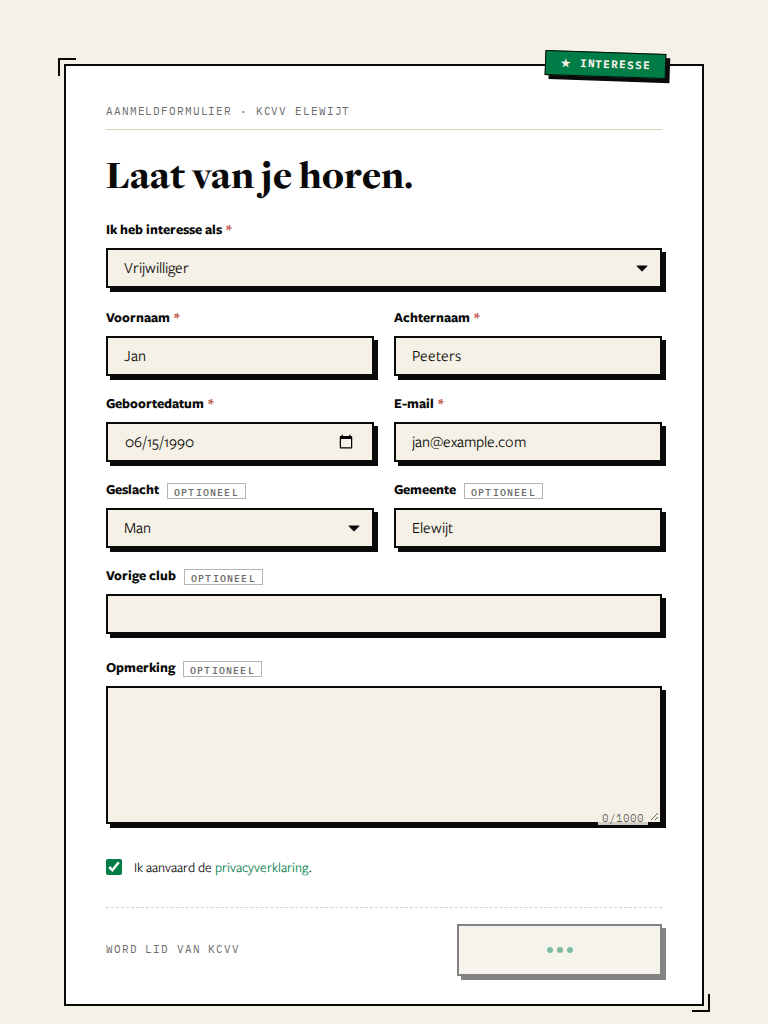 ★ INTERESSE
AANMELDFORMULIER · KCVV ELEWIJT
Laat van je horen.
Ik heb interesse als *
Vrijwilliger
Voornaam * Achternaam *
Jan Peeters
Geboortedatum * E-mail *
06/15/1990 jan@example.com
Geslacht OPTIONEEL Gemeente OPTIONEEL
Man Elewijt
Vorige club OPTIONEEL
Opmerking OPTIONEEL
0/1000
Ik aanvaard de privacyverklaring.
WORD LID VAN KCVV